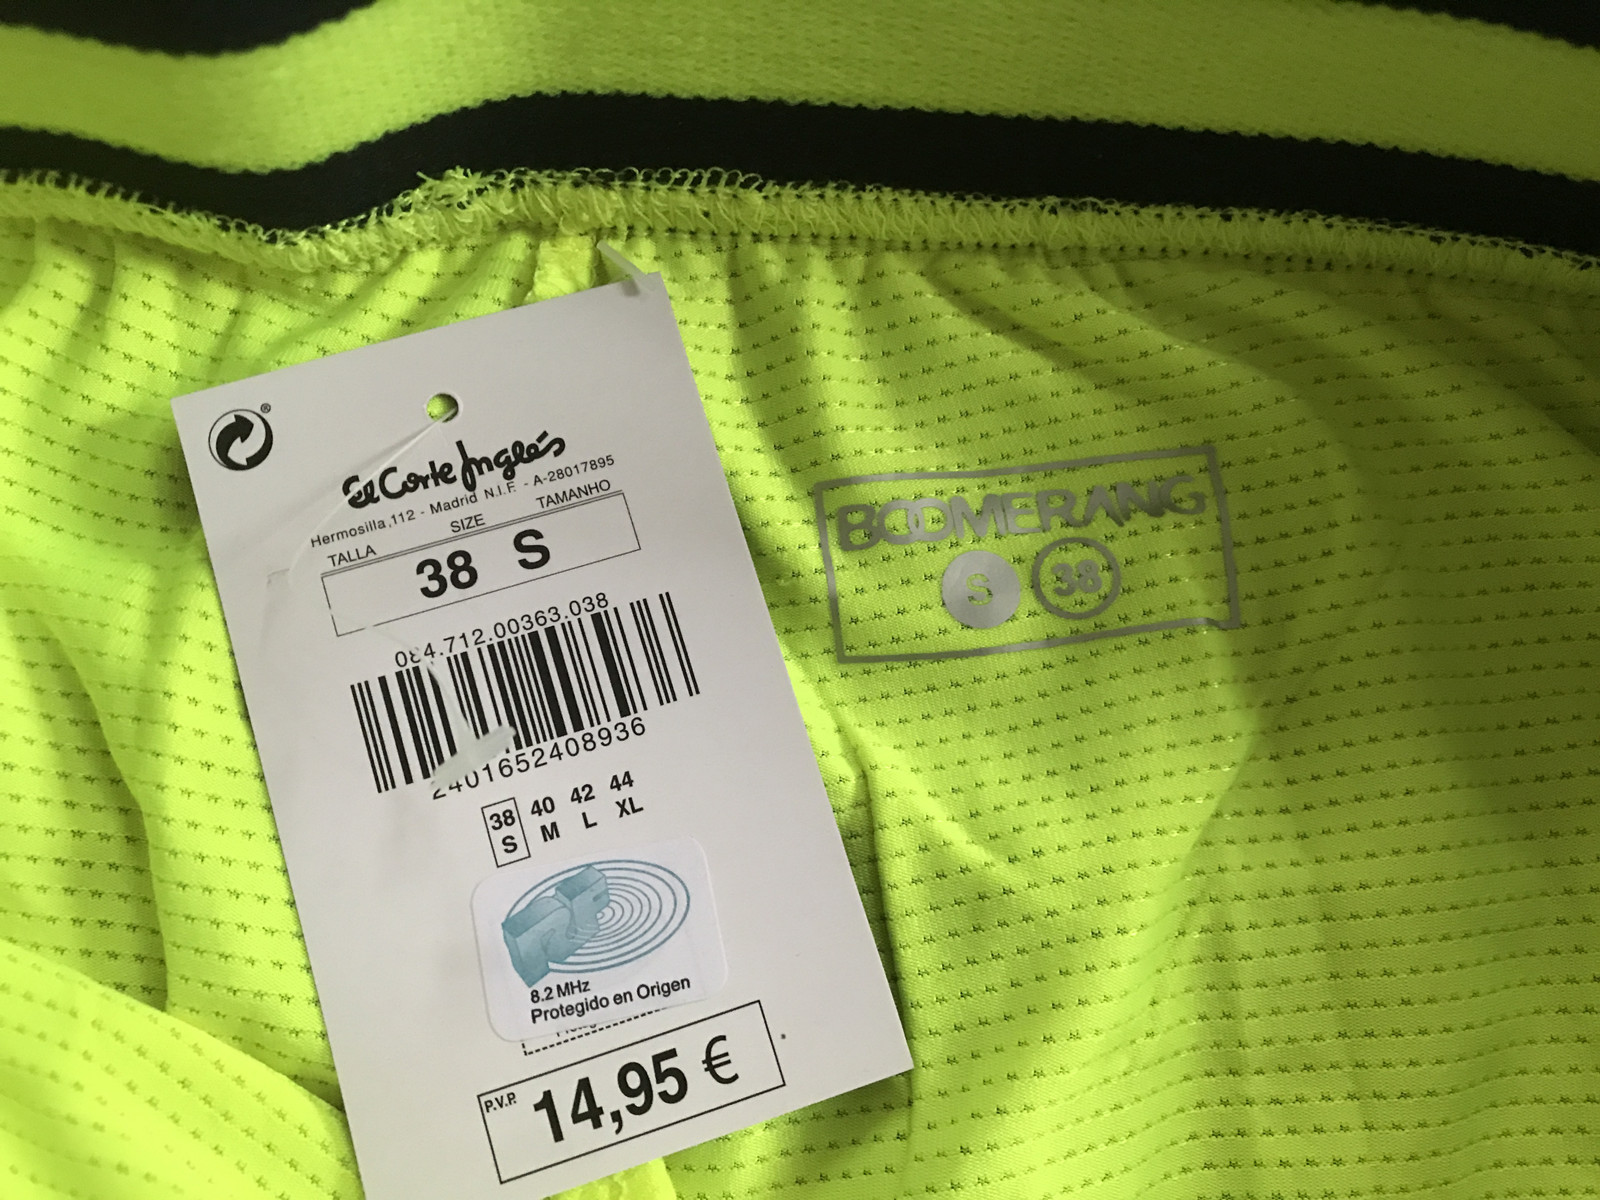 El Corte Inglés
Hermosilla,112 - Madrid N.I.F. - A-28017895
TALLA SIZE TAMANHO
38 S
084.712.00363.038
2401652408936
38 40 42 44
S M L XL
8.2 MHz
Protegido en Origen
P.V.P. 14,95 €
BOOMERANG
S 38